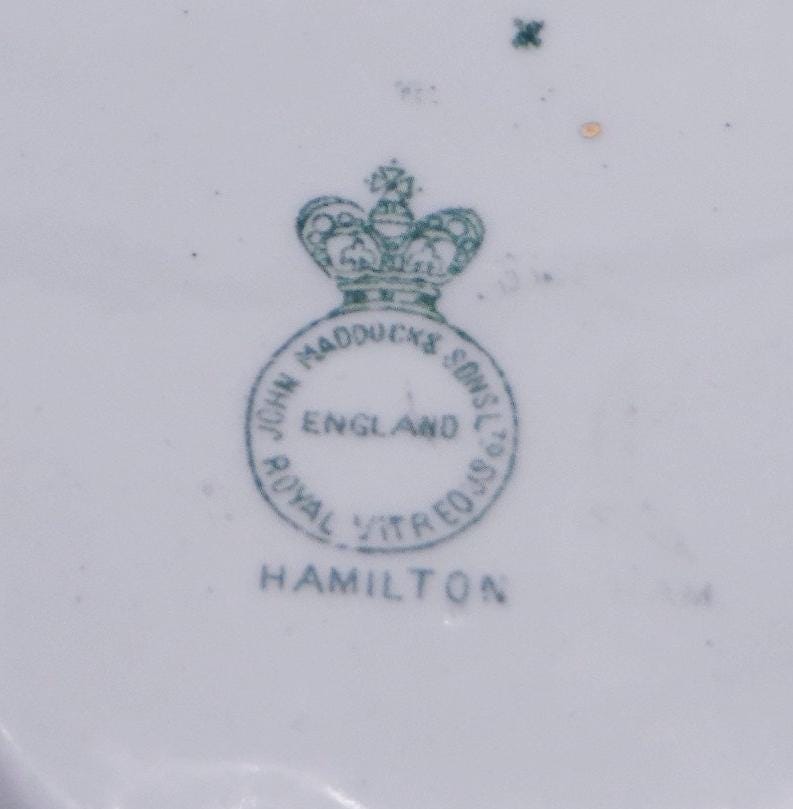 JOHN MADDOCK & SONS LTD
ENGLAND
ROYAL VITREOUS
HAMILTON